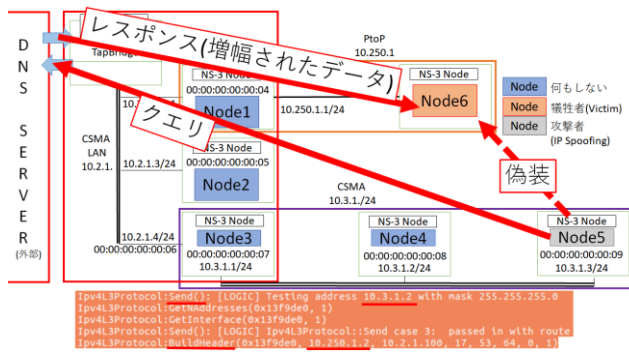 DNS SERVER
(外部)
TapBridge
レスポンス(増幅されたデータ)
クエリ
偽装
PtoP
10.250.1
NS-3 Node
00:00:00:00:00:04
Node1
10.250.1.1/24
NS-3 Node
Node6
Node 何もしない
Node 犠牲者(Victim)
Node 攻撃者
(IP Spoofing)
CSMA
LAN
10.2.1.
10.2.1.3/24
NS-3 Node
00:00:00:00:00:05
Node2
CSMA
10.3.1./24
10.2.1.4/24
00:00:00:00:00:06
NS-3 Node
Node3
00:00:00:00:00:07
10.3.1.1/24
NS-3 Node
Node4
00:00:00:00:00:08
10.3.1.2/24
NS-3 Node
Node5
00:00:00:00:00:09
10.3.1.3/24
Ipv4L3Protocol:Send(): [LOGIC] Testing address 10.3.1.2 with mask 255.255.255.0
Ipv4L3Protocol:GetNAddresses(0x13f9de0, 1)
Ipv4L3Protocol:GetInterface(0x13f9de0, 1)
Ipv4L3Protocol:Send(): [LOGIC] Ipv4L3Protocol::Send case 3: passed in with route
Ipv4L3Protocol:BuildHeader(0x13f9de0, 10.250.1.2, 10.2.1.100, 17, 53, 64, 0, 1)